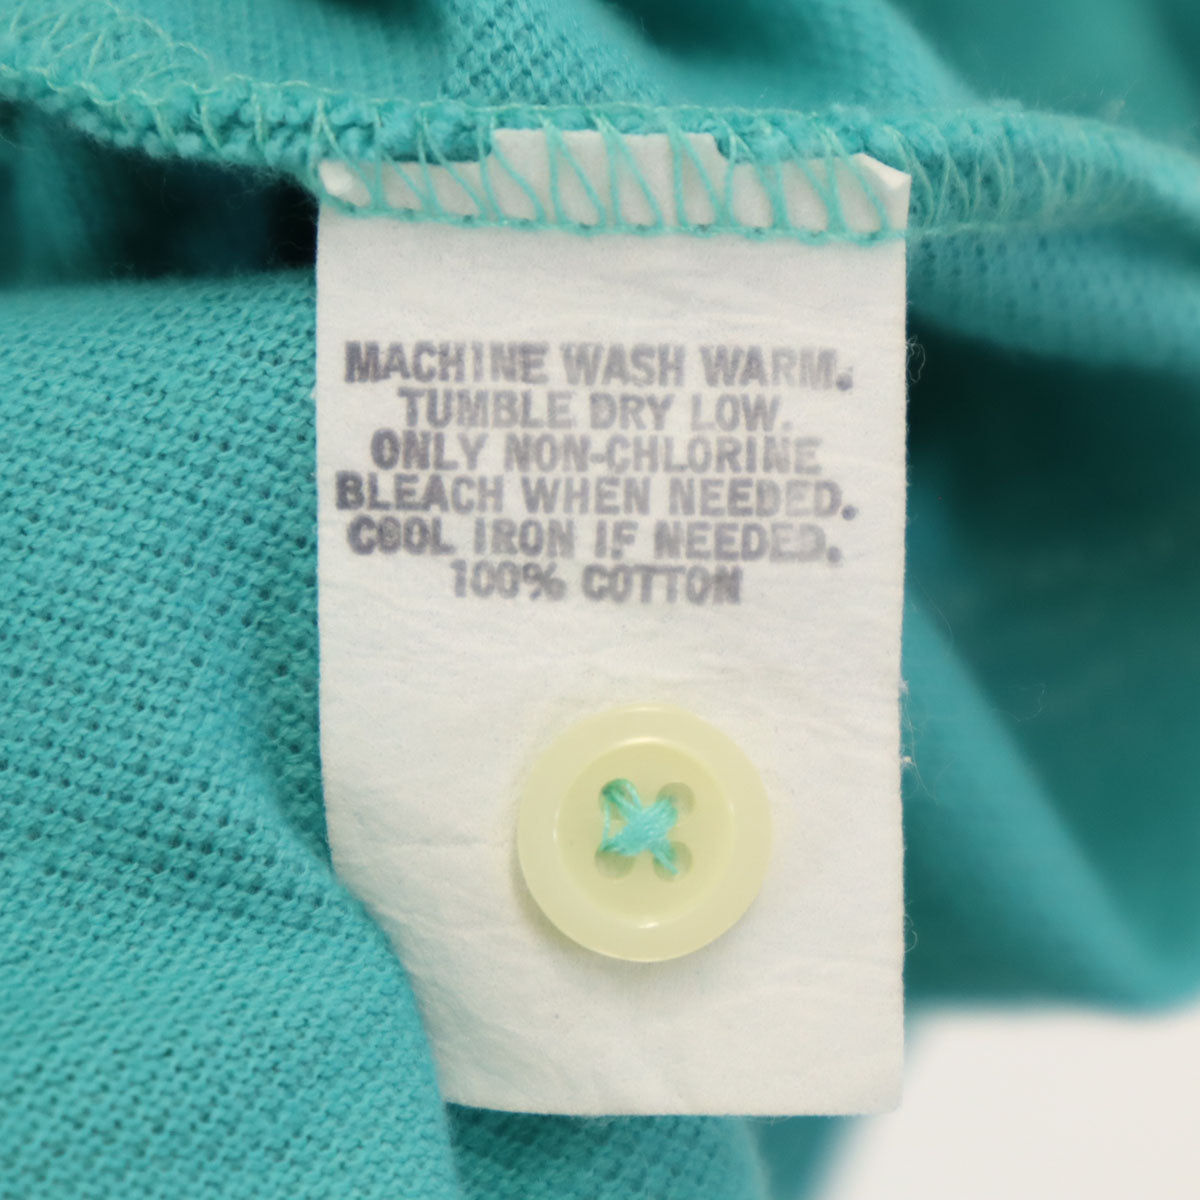 MACHINE WASH WARM.
TUMBLE DRY LOW.
ONLY NON-CHLORINE
BLEACH WHEN NEEDED.
COOL IRON IF NEEDED.
100% COTTON